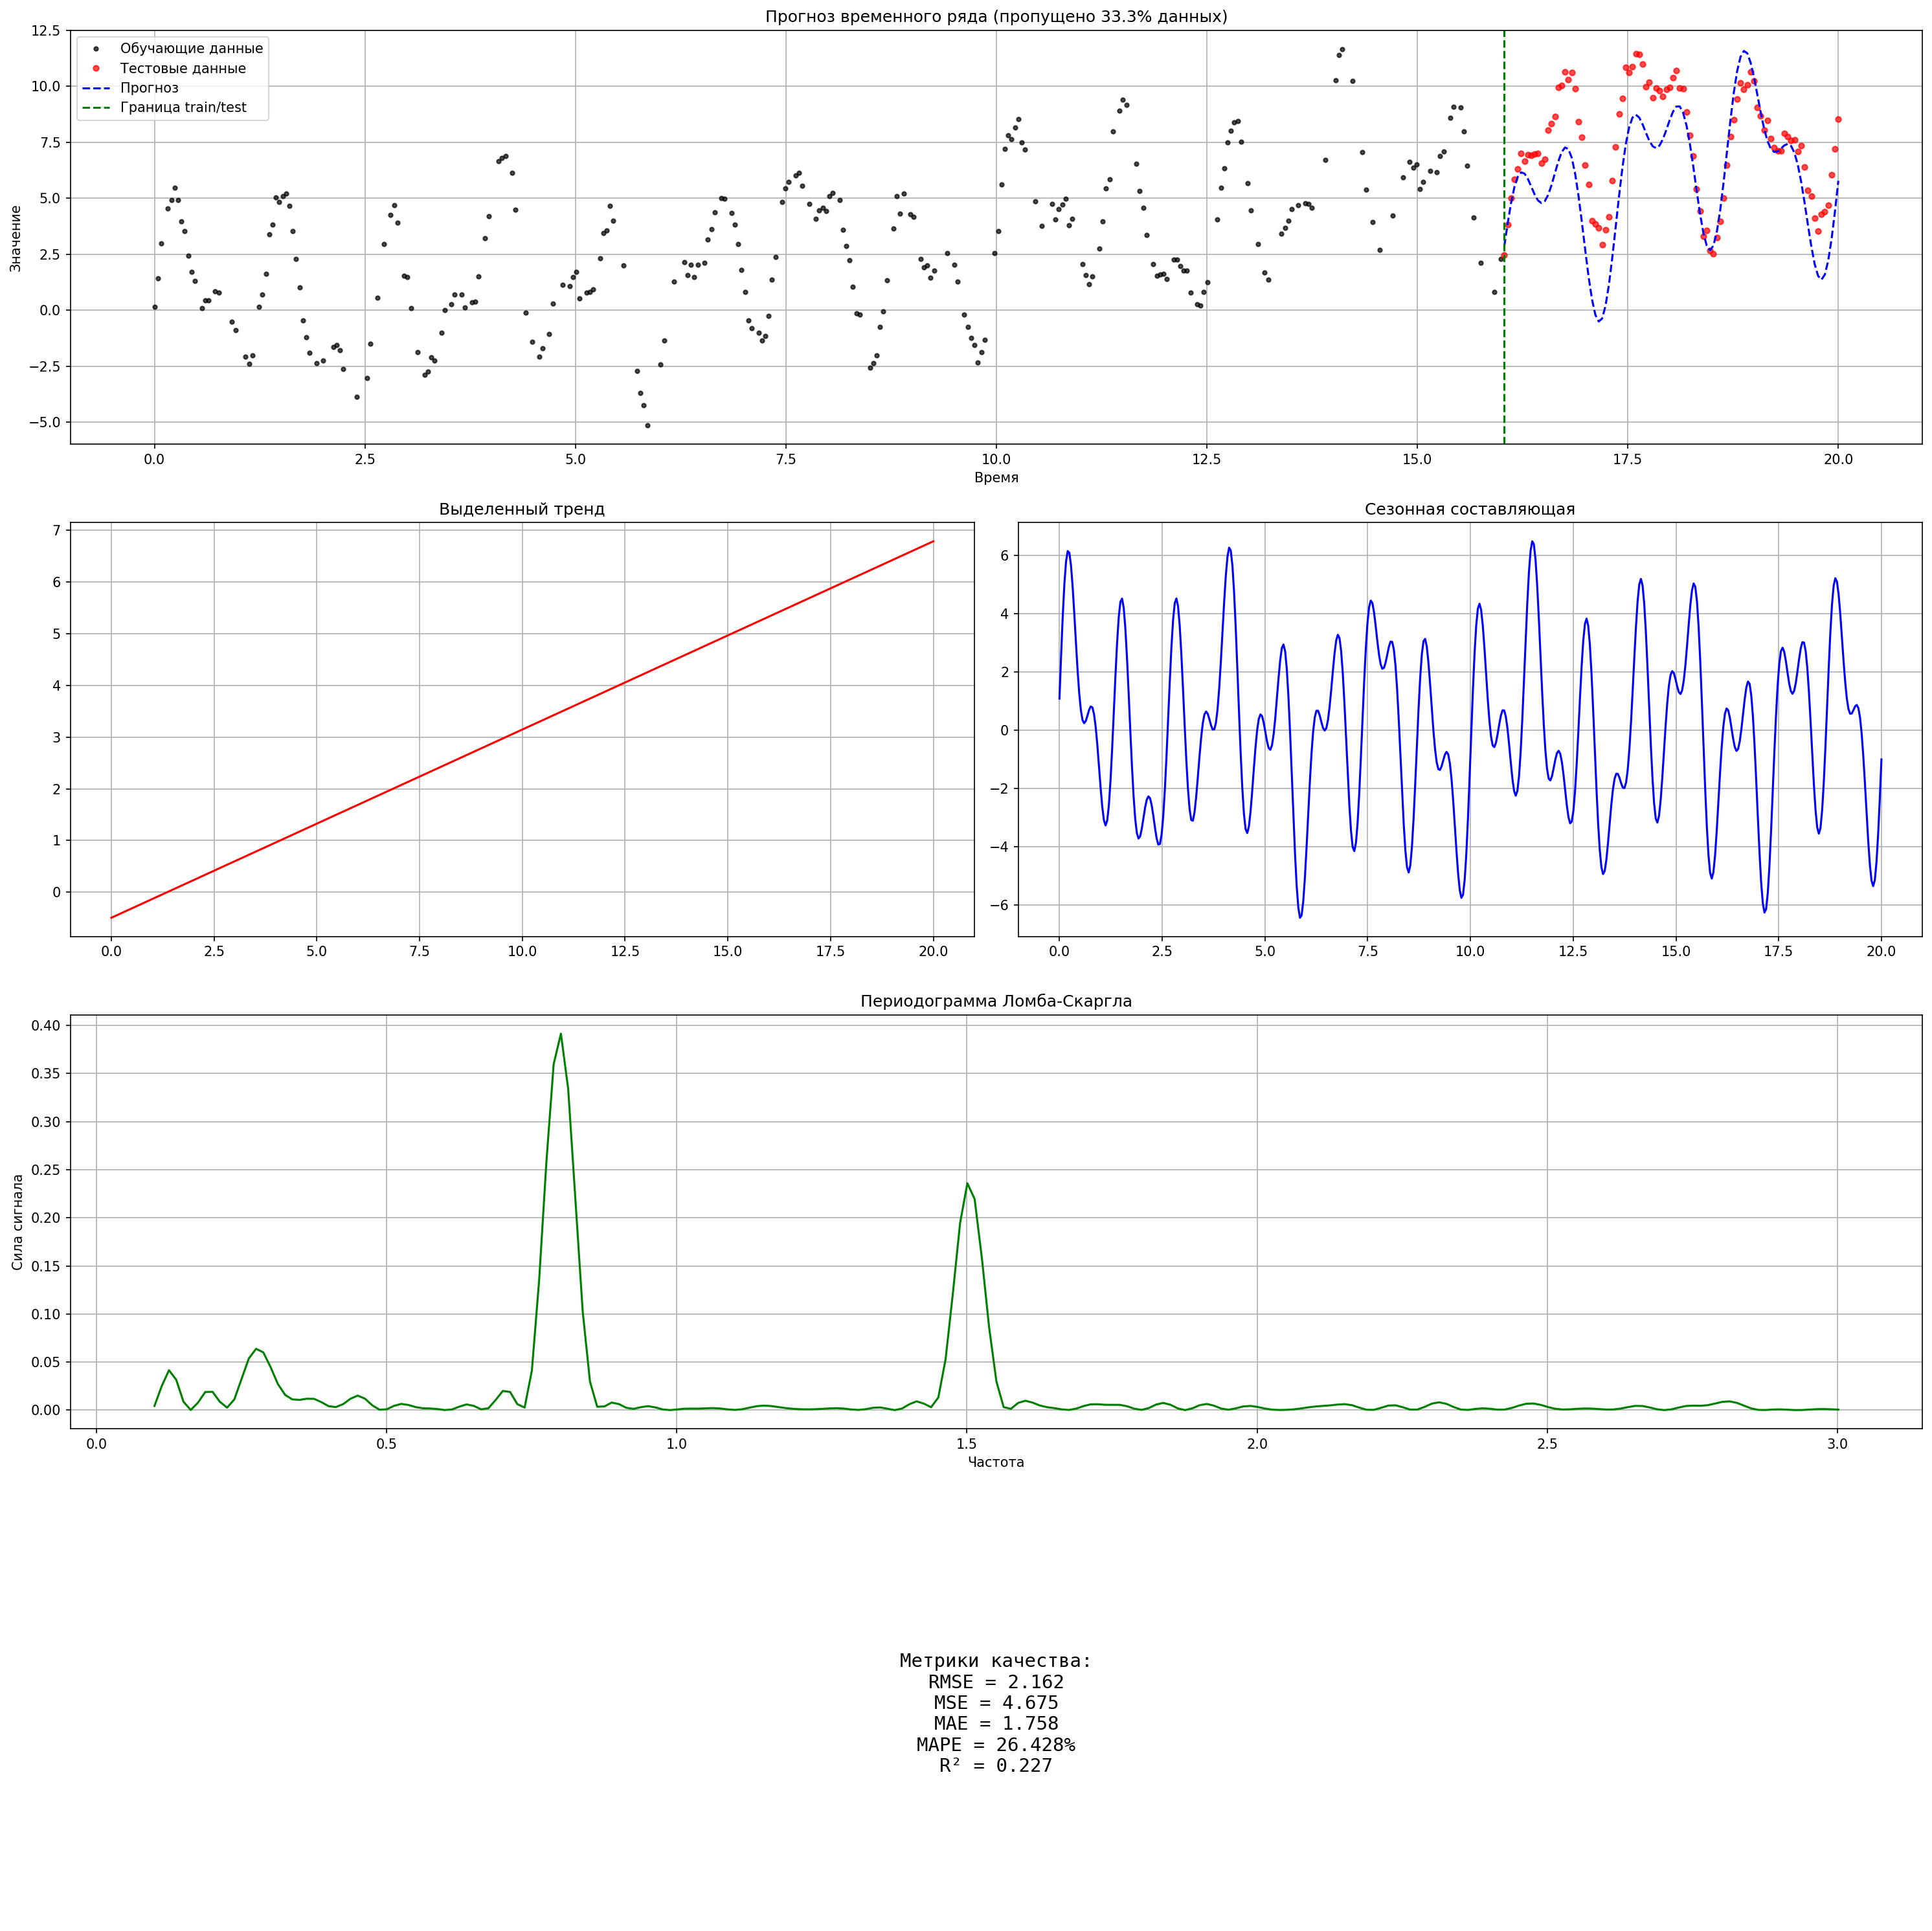 Прогноз временного ряда (пропущено 33.3% данных)
12.5
10.0
7.5
5.0
2.5
0.0
−2.5
−5.0
Значение
Обучающие данные
Тестовые данные
Прогноз
Граница train/test
0.0 2.5 5.0 7.5 10.0 12.5 15.0 17.5 20.0
Время
Выделенный тренд
7
6
5
4
3
2
1
0
0.0 2.5 5.0 7.5 10.0 12.5 15.0 17.5 20.0
Сезонная составляющая
6
4
2
0
−2
−4
−6
0.0 2.5 5.0 7.5 10.0 12.5 15.0 17.5 20.0
Периодограмма Ломба-Скаргла
0.40
0.35
0.30
0.25
0.20
0.15
0.10
0.05
0.00
Сила сигнала
0.0 0.5 1.0 1.5 2.0 2.5 3.0
Частота
Метрики качества:
RMSE = 2.162
MSE = 4.675
MAE = 1.758
MAPE = 26.428%
R² = 0.227